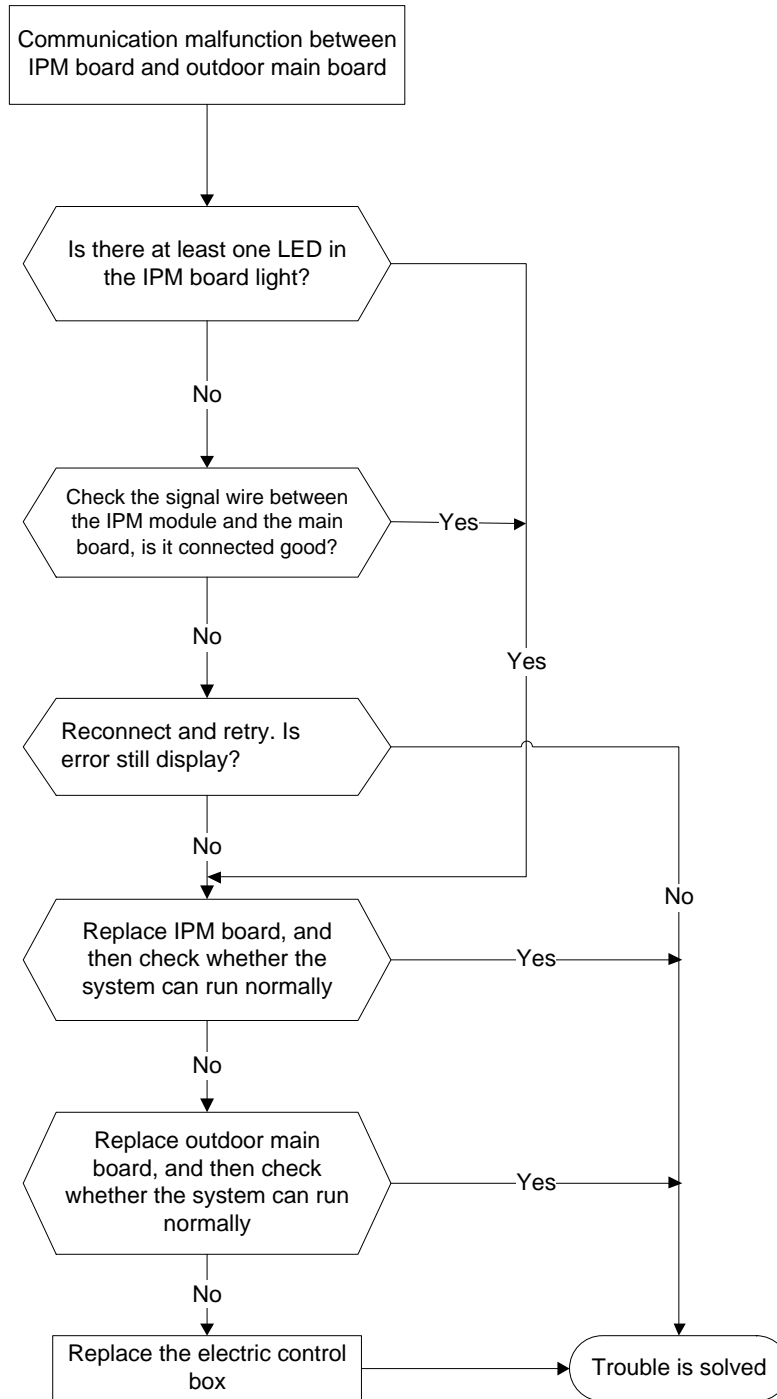 Communication malfunction between
IPM board and outdoor main board
Is there at least one LED in
the IPM board light?
No
Check the signal wire between
the IPM module and the main
board, is it connected good?
Yes
No
Yes
Reconnect and retry. Is
error still display?
No
No
Replace IPM board, and
then check whether the
system can run normally
Yes
No
Replace outdoor main
board, and then check
whether the system can run
normally
Yes
No
Replace the electric control
box
Trouble is solved